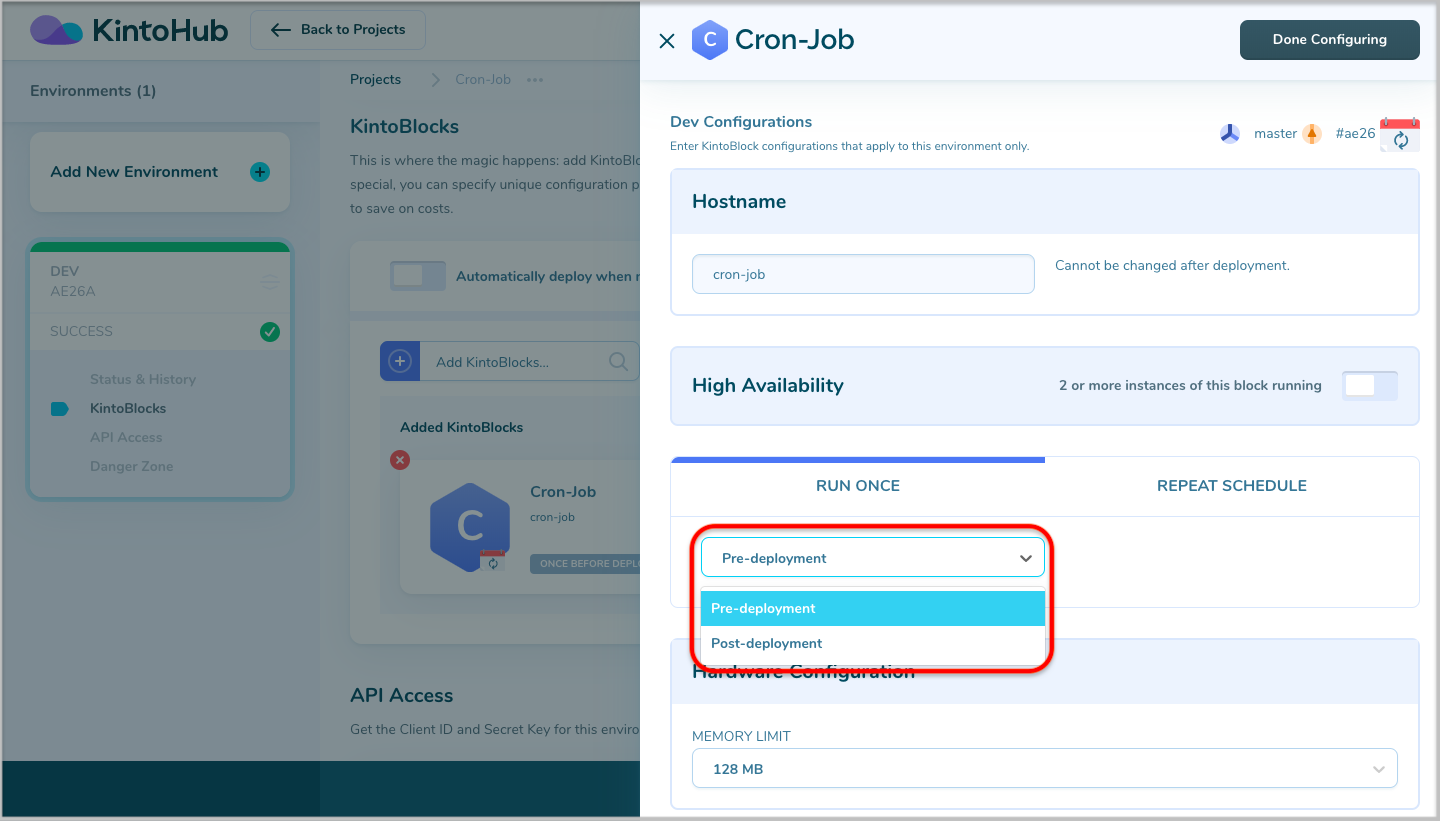 KintoHub
Back to Projects
Environments (1)
Add New Environment
DEV
AE26A
SUCCESS
Status & History
KintoBlocks
API Access
Danger Zone
Projects
Cron-Job
KintoBlocks
This is where the magic happens: add KintoBlo
special, you can specify unique configuration p
to save on costs.
Automatically deploy when
Add KintoBlocks...
Added KintoBlocks
C
Cron-Job
cron-job
ONCE BEFORE DEPL
API Access
Get the Client ID and Secret Key for this enviro
C
Cron-Job
Done Configuring
Dev Configurations
Enter KintoBlock configurations that apply to this environment only.
master
#ae26
Hostname
cron-job
Cannot be changed after deployment.
High Availability
2 or more instances of this block running
RUN ONCE
REPEAT SCHEDULE
Pre-deployment
Pre-deployment
Post-deployment
Hardware Configuration
MEMORY LIMIT
128 MB